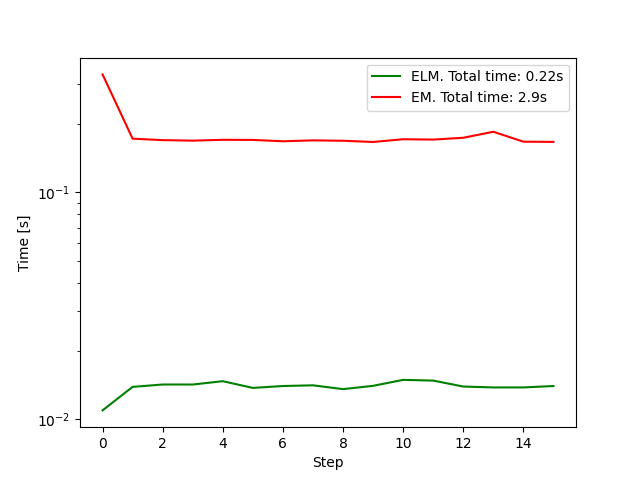 ELM. Total time: 0.22s
EM. Total time: 2.9s
Time [s]
10⁻¹
10⁻²
0 2 4 6 8 10 12 14
Step